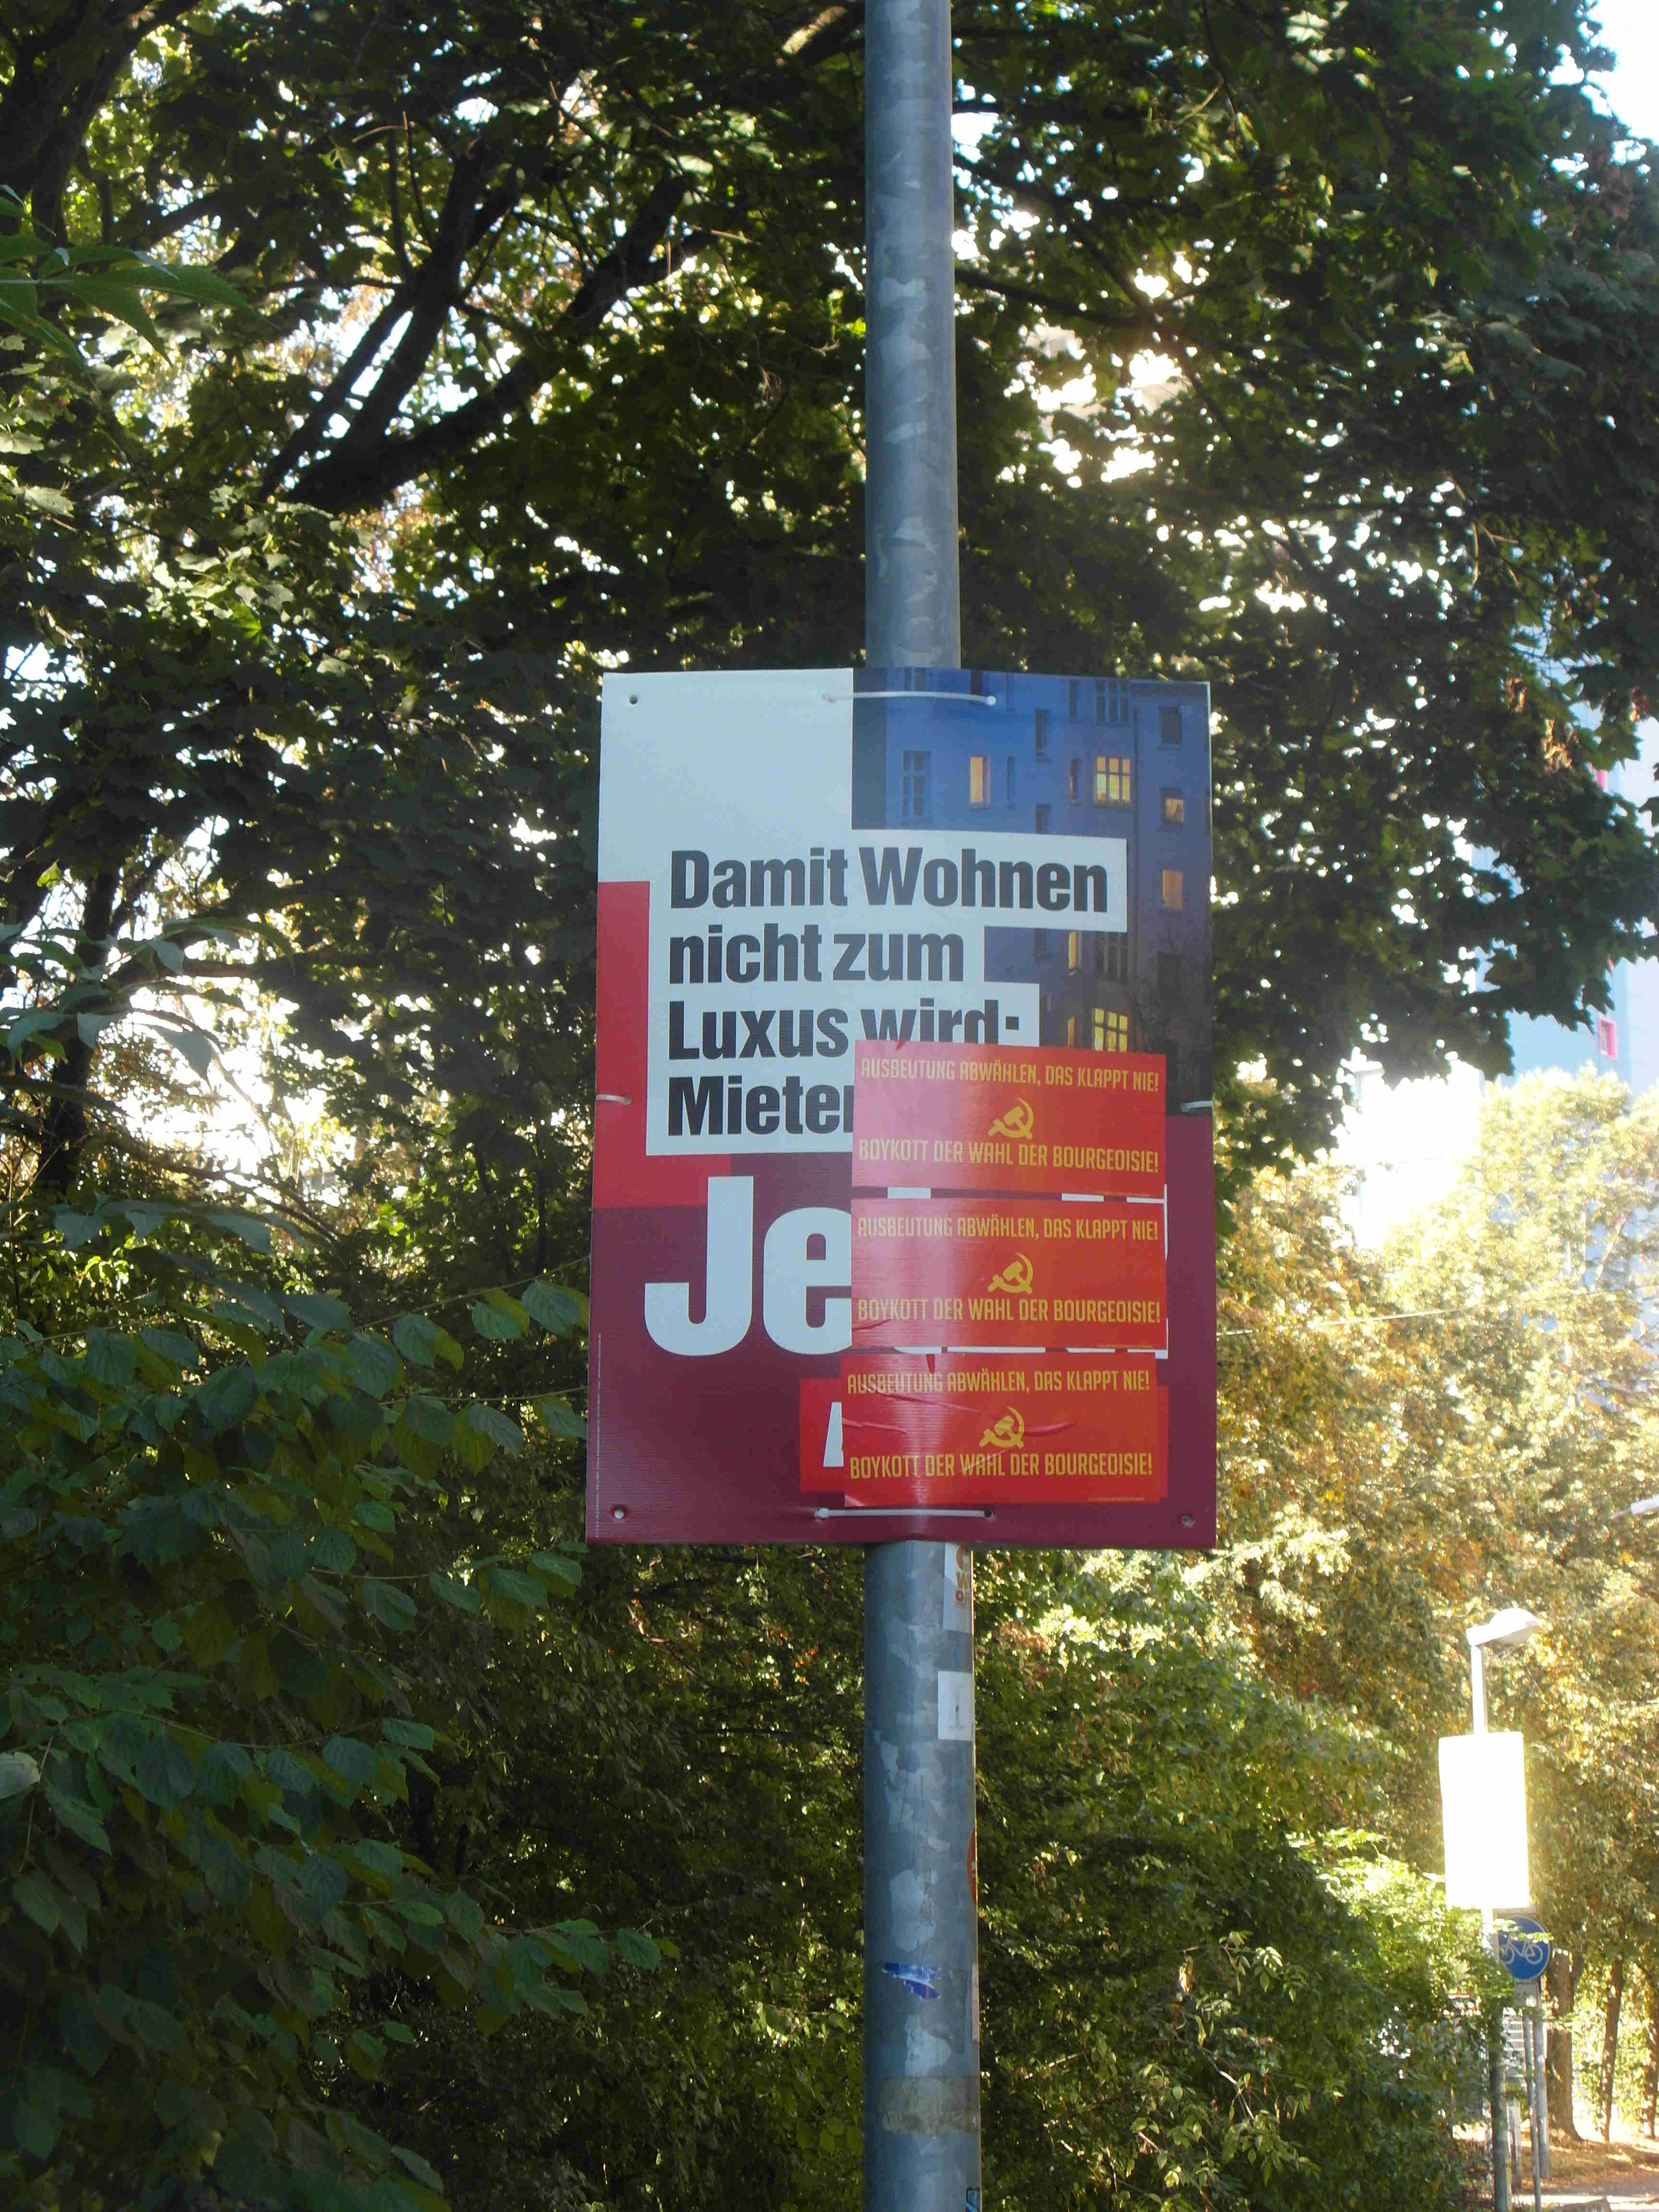 Damit Wohnen
nicht zum
Luxus wird:
AUSBEUTUNG ABWÄHLEN, DAS KLAPPT NIE!
BOYKOTT DER WAHL DER BOURGEOISIE!
AUSBEUTUNG ABWÄHLEN, DAS KLAPPT NIE!
BOYKOTT DER WAHL DER BOURGEOISIE!
AUSBEUTUNG ABWÄHLEN, DAS KLAPPT NIE!
BOYKOTT DER WAHL DER BOURGEOISIE!